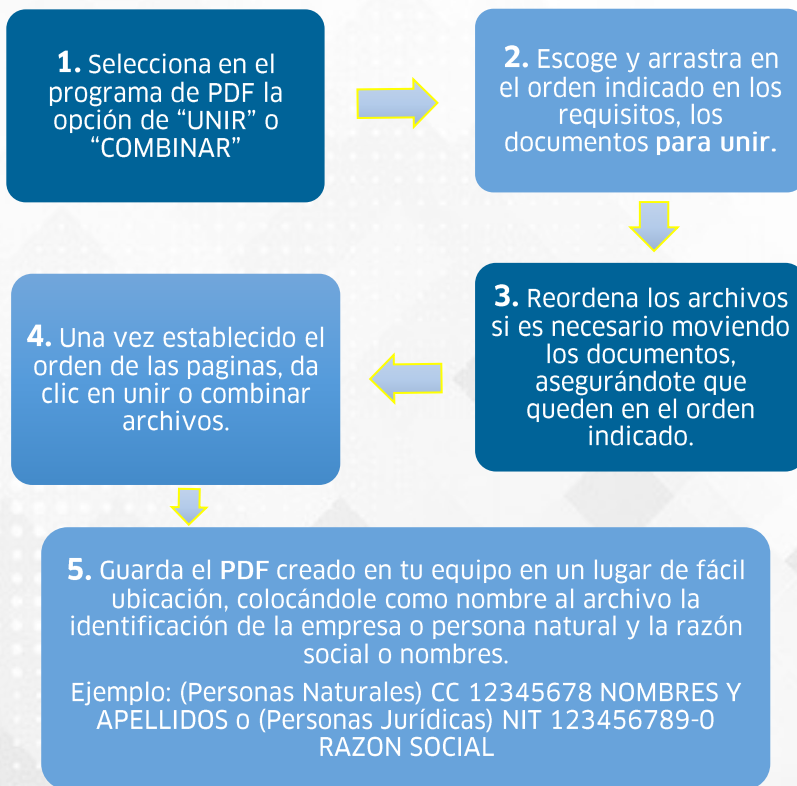 1. Selecciona en el
programa de PDF la
opción de “UNIR” o
“COMBINAR”
2. Escoge y arrastra en
el orden indicado en los
requisitos, los
documentos para unir.
3. Reordena los archivos
si es necesario moviendo
los documentos,
asegurándote que
queden en el orden
indicado.
4. Una vez establecido el
orden de las paginas, da
clic en unir o combinar
archivos.
5. Guarda el PDF creado en tu equipo en un lugar de fácil
ubicación, colocándole como nombre al archivo la
identificación de la empresa o persona natural y la razón
social o nombres.
Ejemplo: (Personas Naturales) CC 12345678 NOMBRES Y
APELLIDOS o (Personas Jurídicas) NIT 123456789-0
RAZON SOCIAL